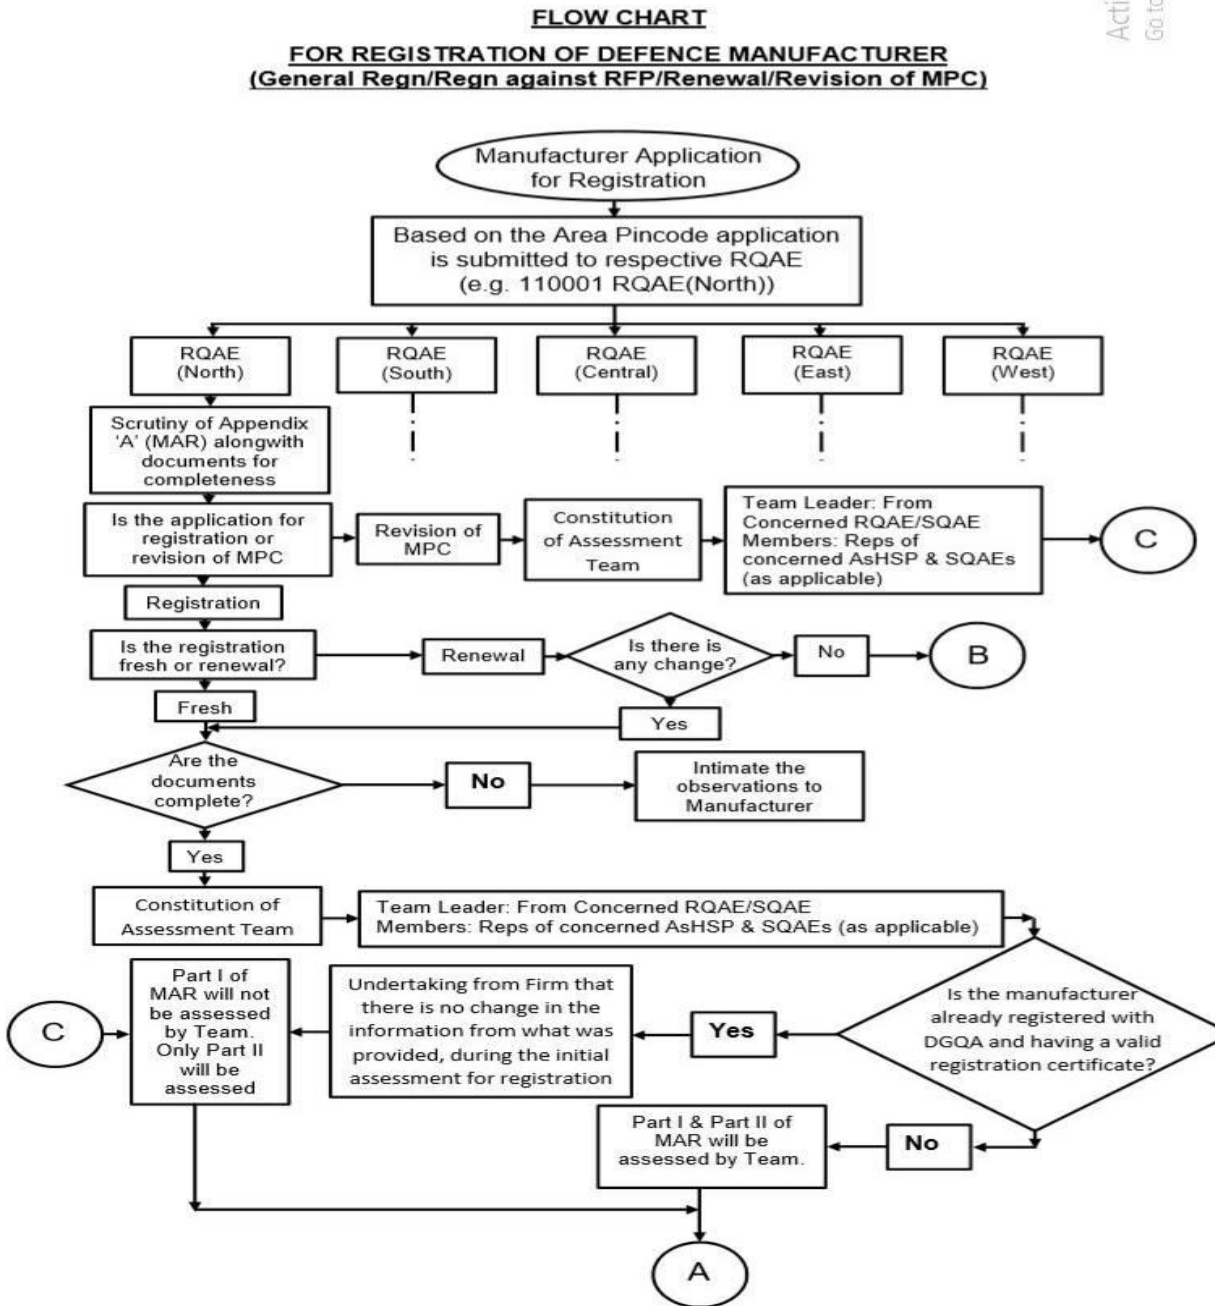 FLOW CHART
FOR REGISTRATION OF DEFENCE MANUFACTURER
(General Regn/Regn against RFP/Renewal/Revision of MPC)
Acti
Go to
Manufacturer Application
for Registration
Based on the Area Pincode application
is submitted to respective RQAE
(e.g. 110001 RQAE(North))
RQAE
(North)
RQAE
(South)
RQAE
(Central)
RQAE
(East)
RQAE
(West)
Scrutiny of Appendix
'A' (MAR) alongwith
documents for
completeness
Is the application for
registration or
revision of MPC
Revision of
MPC
Constitution
of Assessment
Team
Team Leader: From
Concerned RQAE/SQAE
Members: Reps of
concerned AsHSP & SQAEs
(as applicable)
C
Registration
Is the registration
fresh or renewal?
Renewal
Is there is
any change?
No
B
Fresh
Yes
Are the
documents
complete?
No
Intimate the
observations to
Manufacturer
Yes
Constitution of
Assessment Team
Team Leader: From Concerned RQAE/SQAE
Members: Reps of concerned AsHSP & SQAEs (as applicable)
Is the manufacturer
already registered with
DGQA and having a valid
registration certificate?
Yes
Undertaking from Firm that
there is no change in the
information from what was
provided, during the initial
assessment for registration
Part I of
MAR will not
be assessed
by Team.
Only Part II
will be
assessed
C
No
Part I & Part II of
MAR will be
assessed by Team.
A